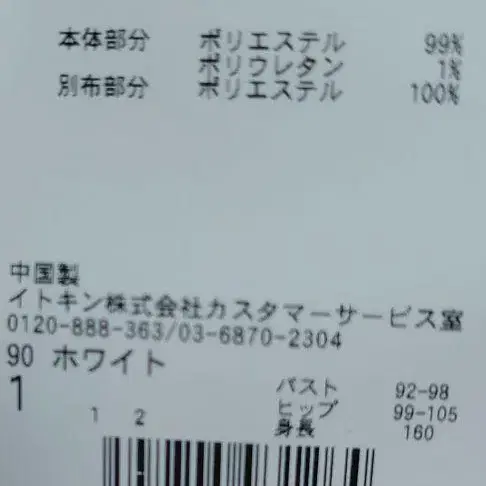 本体部分 ポリエステル 99%
ポリウレタン 1%
別布部分 ポリエステル 100%
中国製
イトキン株式会社カスタマーサービス室
0120-888-363/03-6870-2304
90 ホワイト
1
バスト 92-98
1 2 ヒップ 99-105
身長 160